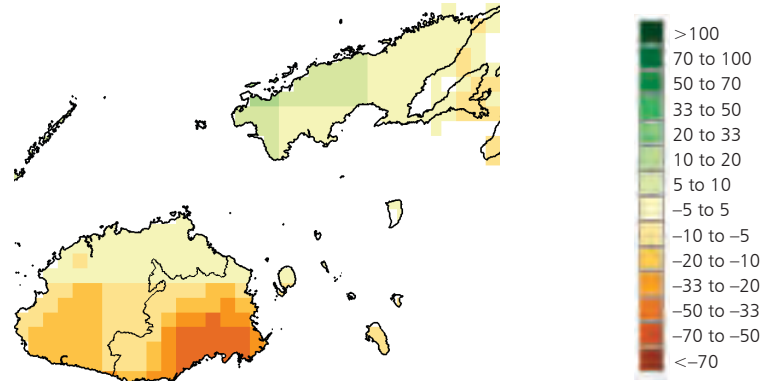 >100
70 to 100
50 to 70
33 to 50
20 to 33
10 to 20
5 to 10
–5 to 5
–10 to –5
–20 to –10
–33 to –20
–50 to –33
–70 to –50
<–70